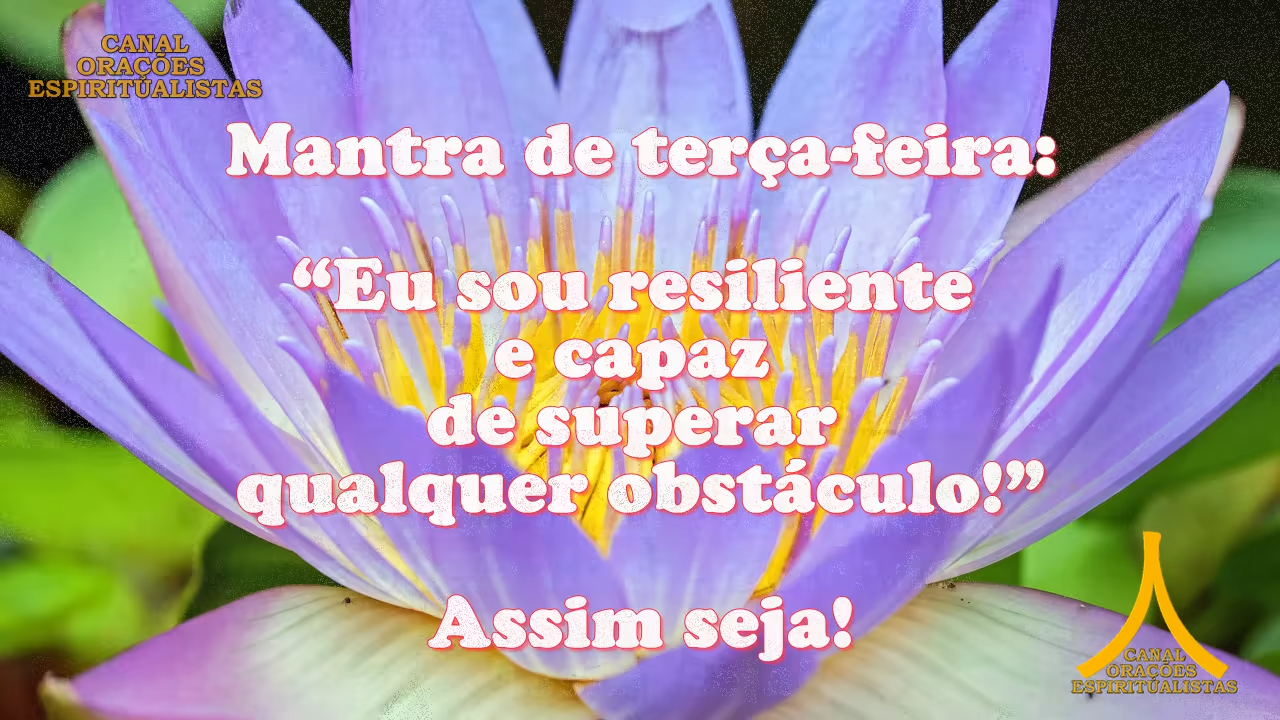 CANAL
ORAÇÕES
ESPIRITUALISTAS
Mantra de terça-feira:
“Eu sou resiliente
e capaz
de superar
qualquer obstáculo!”
Assim seja!
CANAL
ORAÇÕES
ESPIRITUALISTAS